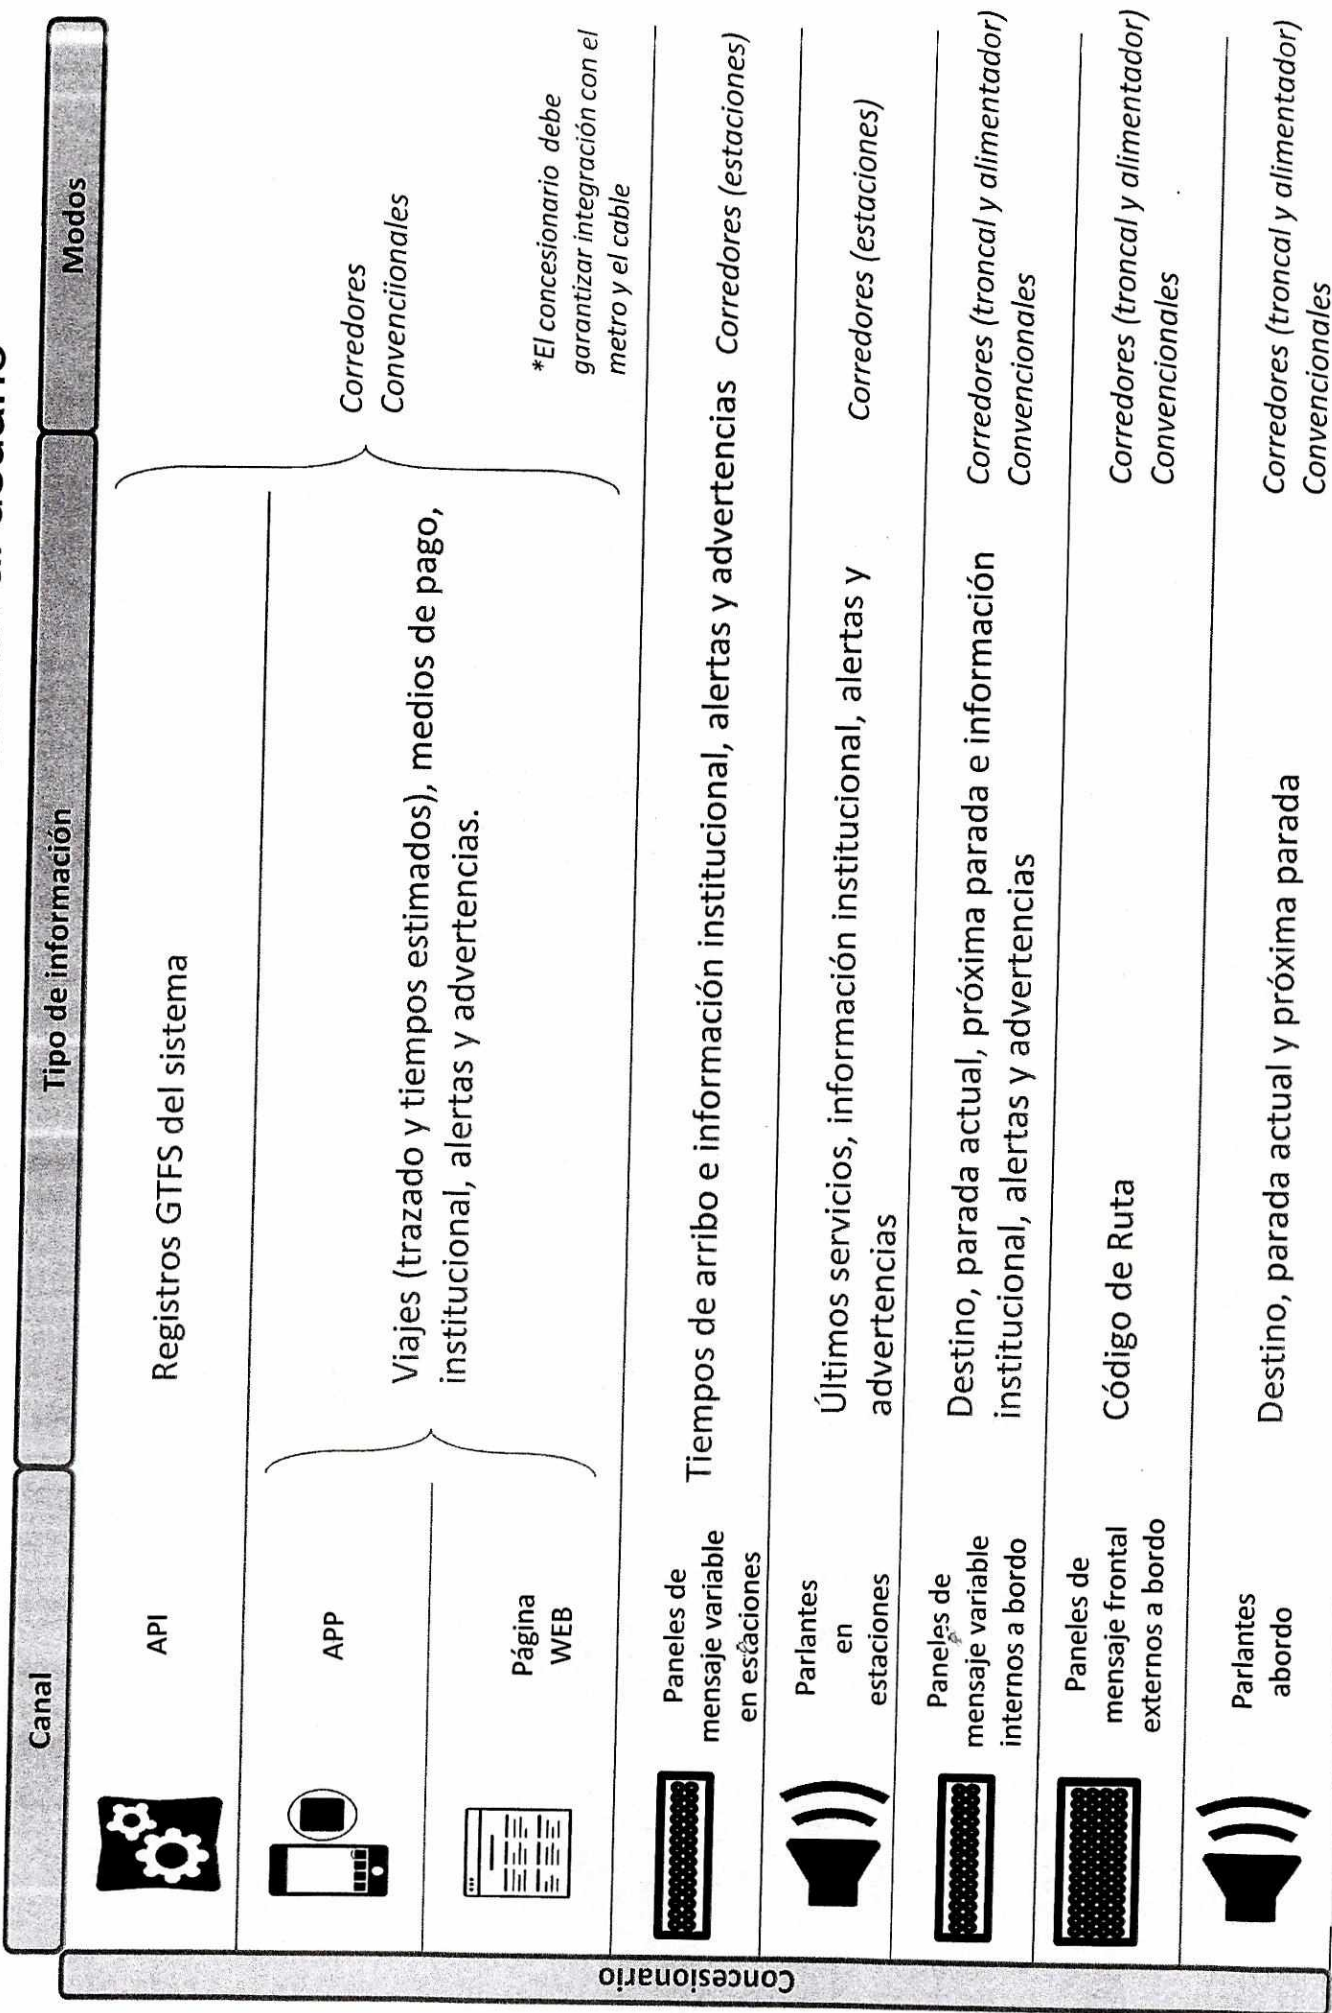 Canal
Tipo de información
Modos
Concesionario
API
Registros GTFS del sistema
APP
Página
WEB
Viajes (trazado y tiempos estimados), medios de pago,
institucional, alertas y advertencias.
Corredores
Convenciionales
*El concesionario debe
garantizar integración con el
metro y el cable
Paneles de
mensaje variable
en estaciones
Tiempos de arribo e información institucional, alertas y advertencias
Corredores (estaciones)
Parlantes
en
estaciones
Últimos servicios, información institucional, alertas y
advertencias
Corredores (estaciones)
Paneles de
mensaje variable
internos a bordo
Destino, parada actual, próxima parada e información
institucional, alertas y advertencias
Corredores (troncal y alimentador)
Convencionales
Paneles de
mensaje frontal
externos a bordo
Código de Ruta
Corredores (troncal y alimentador)
Convencionales
Parlantes
abordo
Destino, parada actual y próxima parada
Corredores (troncal y alimentador)
Convencionales